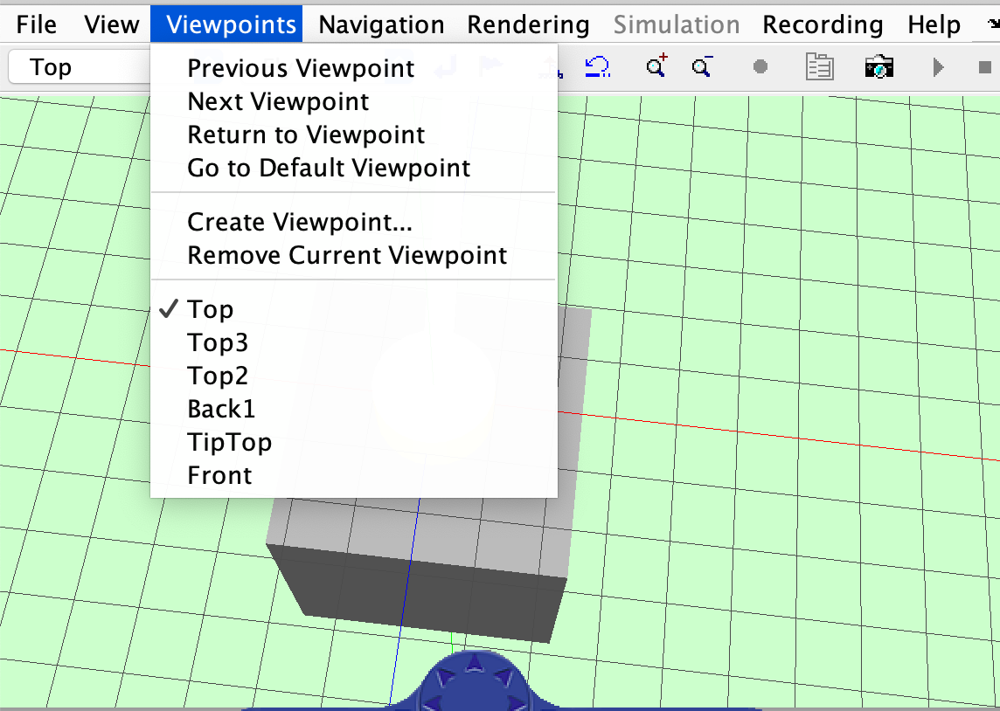 File View Viewpoints Navigation Rendering Simulation Recording Help
Top
Previous Viewpoint
Next Viewpoint
Return to Viewpoint
Go to Default Viewpoint
Create Viewpoint...
Remove Current Viewpoint
Top
Top3
Top2
Back1
TipTop
Front